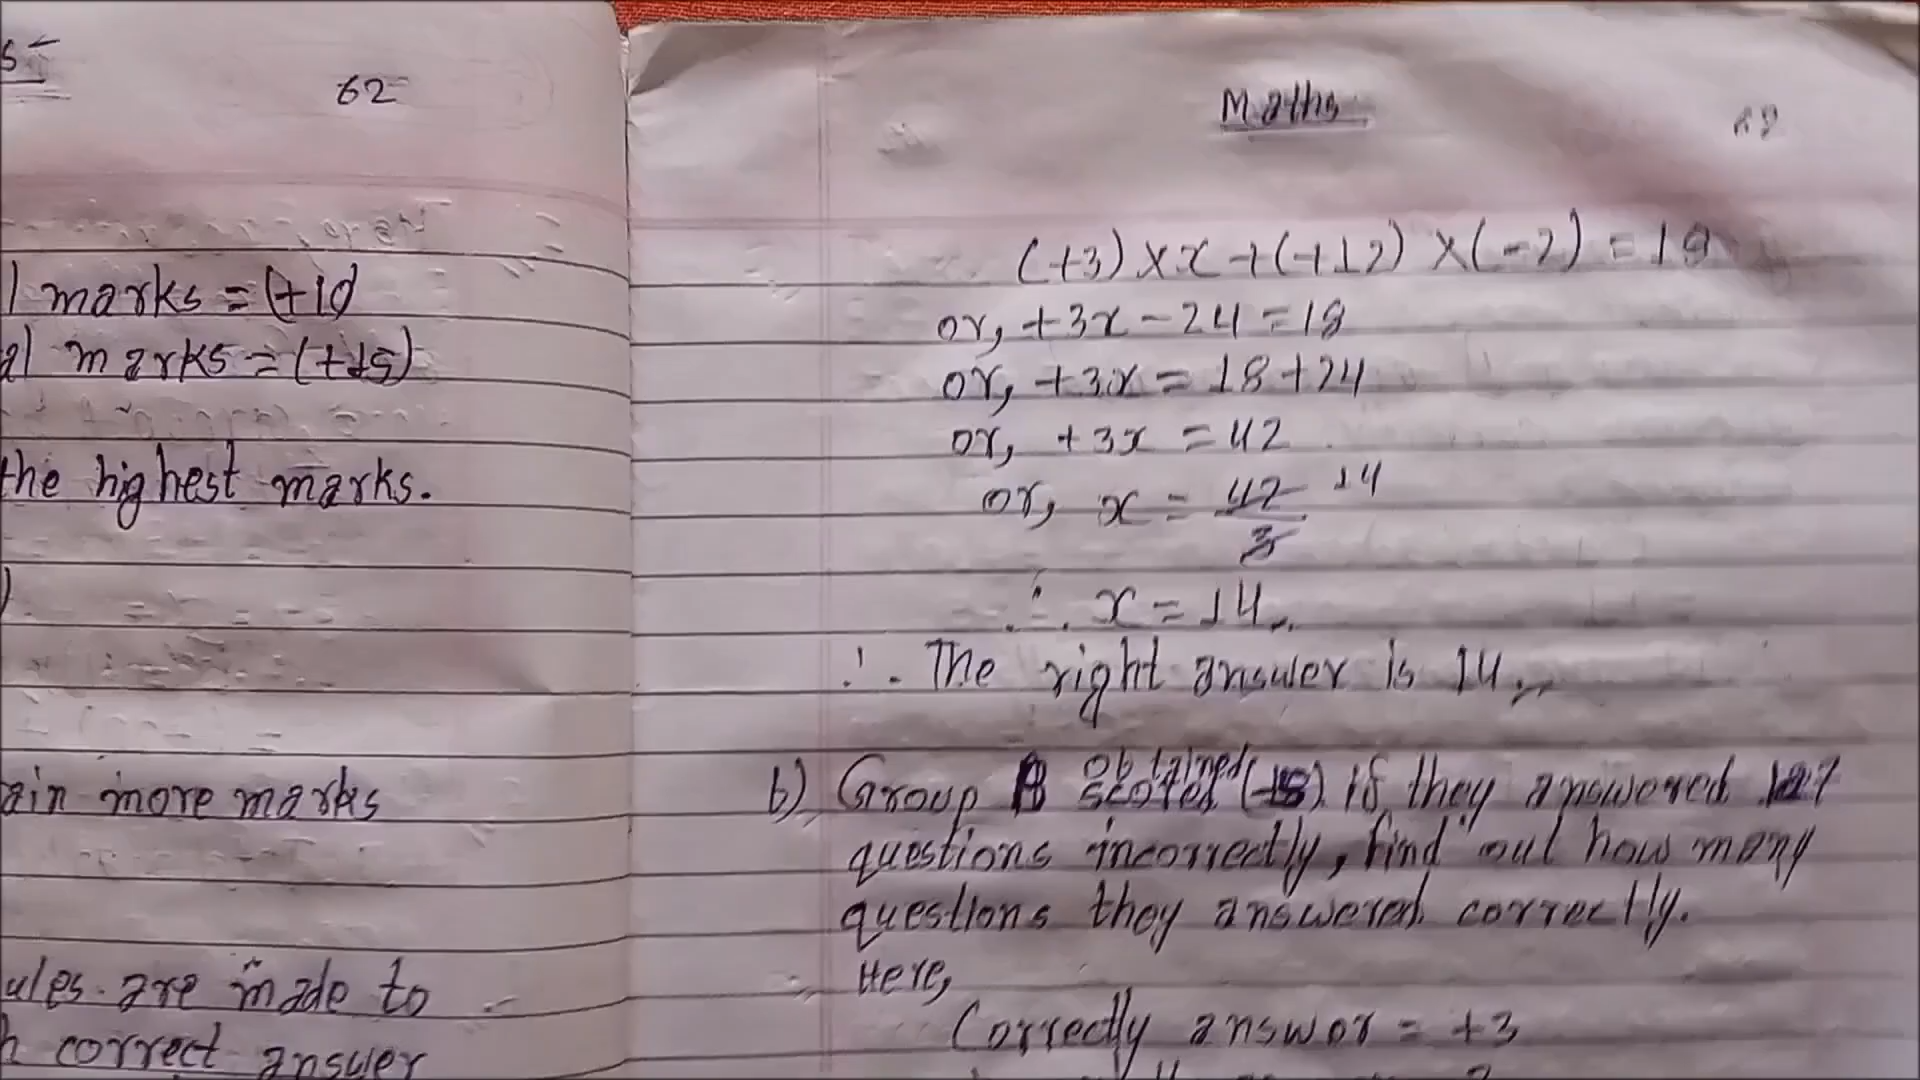 62
l marks = (+10
al marks = (+15)
the highest marks.
)
ain more marks
ules are made to
h correct answer
Maths
(+3) × x + (+12) × (-2) = 18
or, +3x - 24 = 18
or, +3x = 18 + 24
or, +3x = 42
or, x = 42 14
3
∴ x = 14
∴ The right answer is 14
obtained
b) Group scored if they answered
questions incorrectly, find out how many
questions they answered correctly.
Here,
Correctly answer = +3